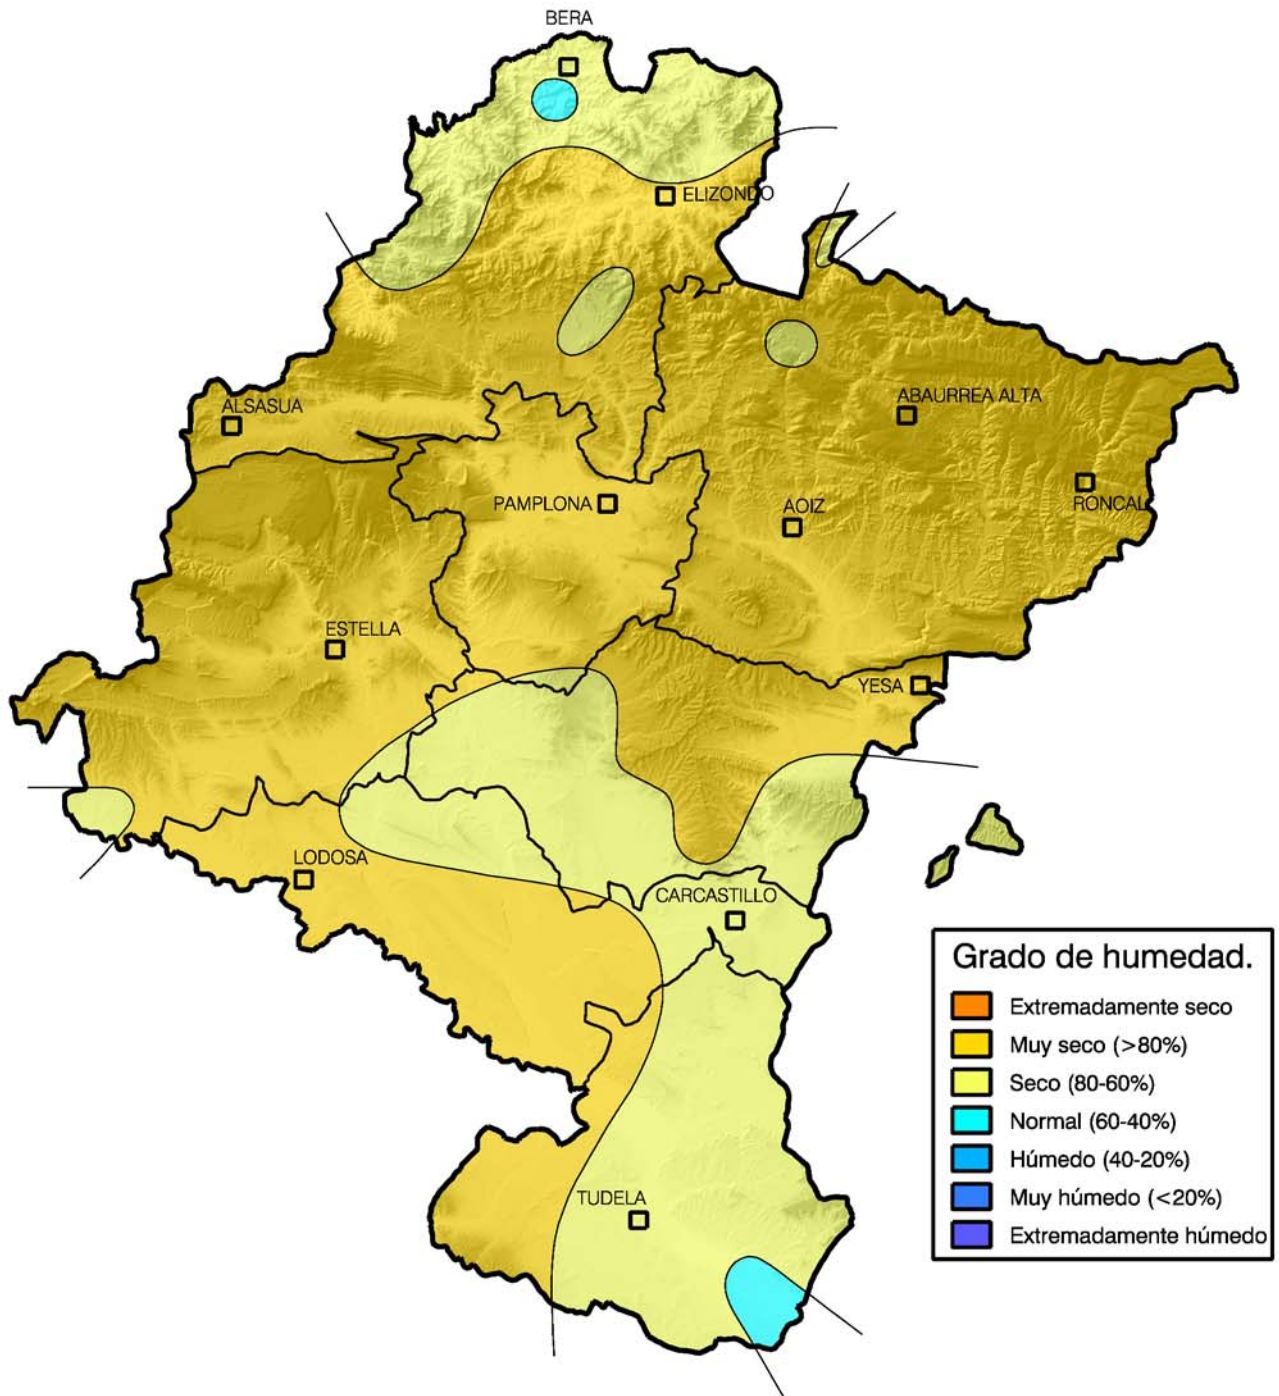 BERA
ELIZONDO
ALSASUA
ABAURREA ALTA
PAMPLONA
AOIZ
RONCAL
ESTELLA
YESA
LODOSA
CARCASTILLO
TUDELA
Grado de humedad.
Extremadamente seco
Muy seco (>80%)
Seco (80-60%)
Normal (60-40%)
Húmedo (40-20%)
Muy húmedo (<20%)
Extremadamente húmedo